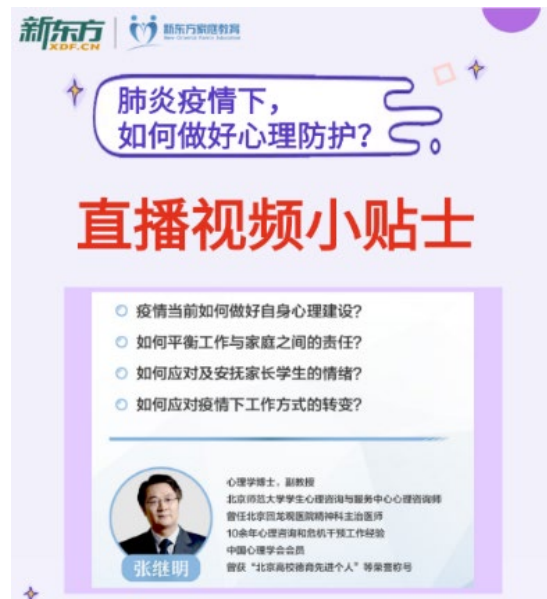 新东方
XDF.CN
新东方家庭教育
New Oriental Family Education
肺炎疫情下，
如何做好心理防护？
直播视频小贴士
疫情当前如何做好自身心理建设？
如何平衡工作与家庭之间的责任？
如何应对及安抚家长学生的情绪？
如何应对疫情下工作方式的转变？
心理学博士、副教授
北京师范大学学生心理咨询与服务中心心理咨询师
曾任北京回龙观医院精神科主治医师
10余年心理咨询和危机干预工作经验
中国心理学会会员
曾获“北京高校德育先进个人”等荣誉称号
张继明